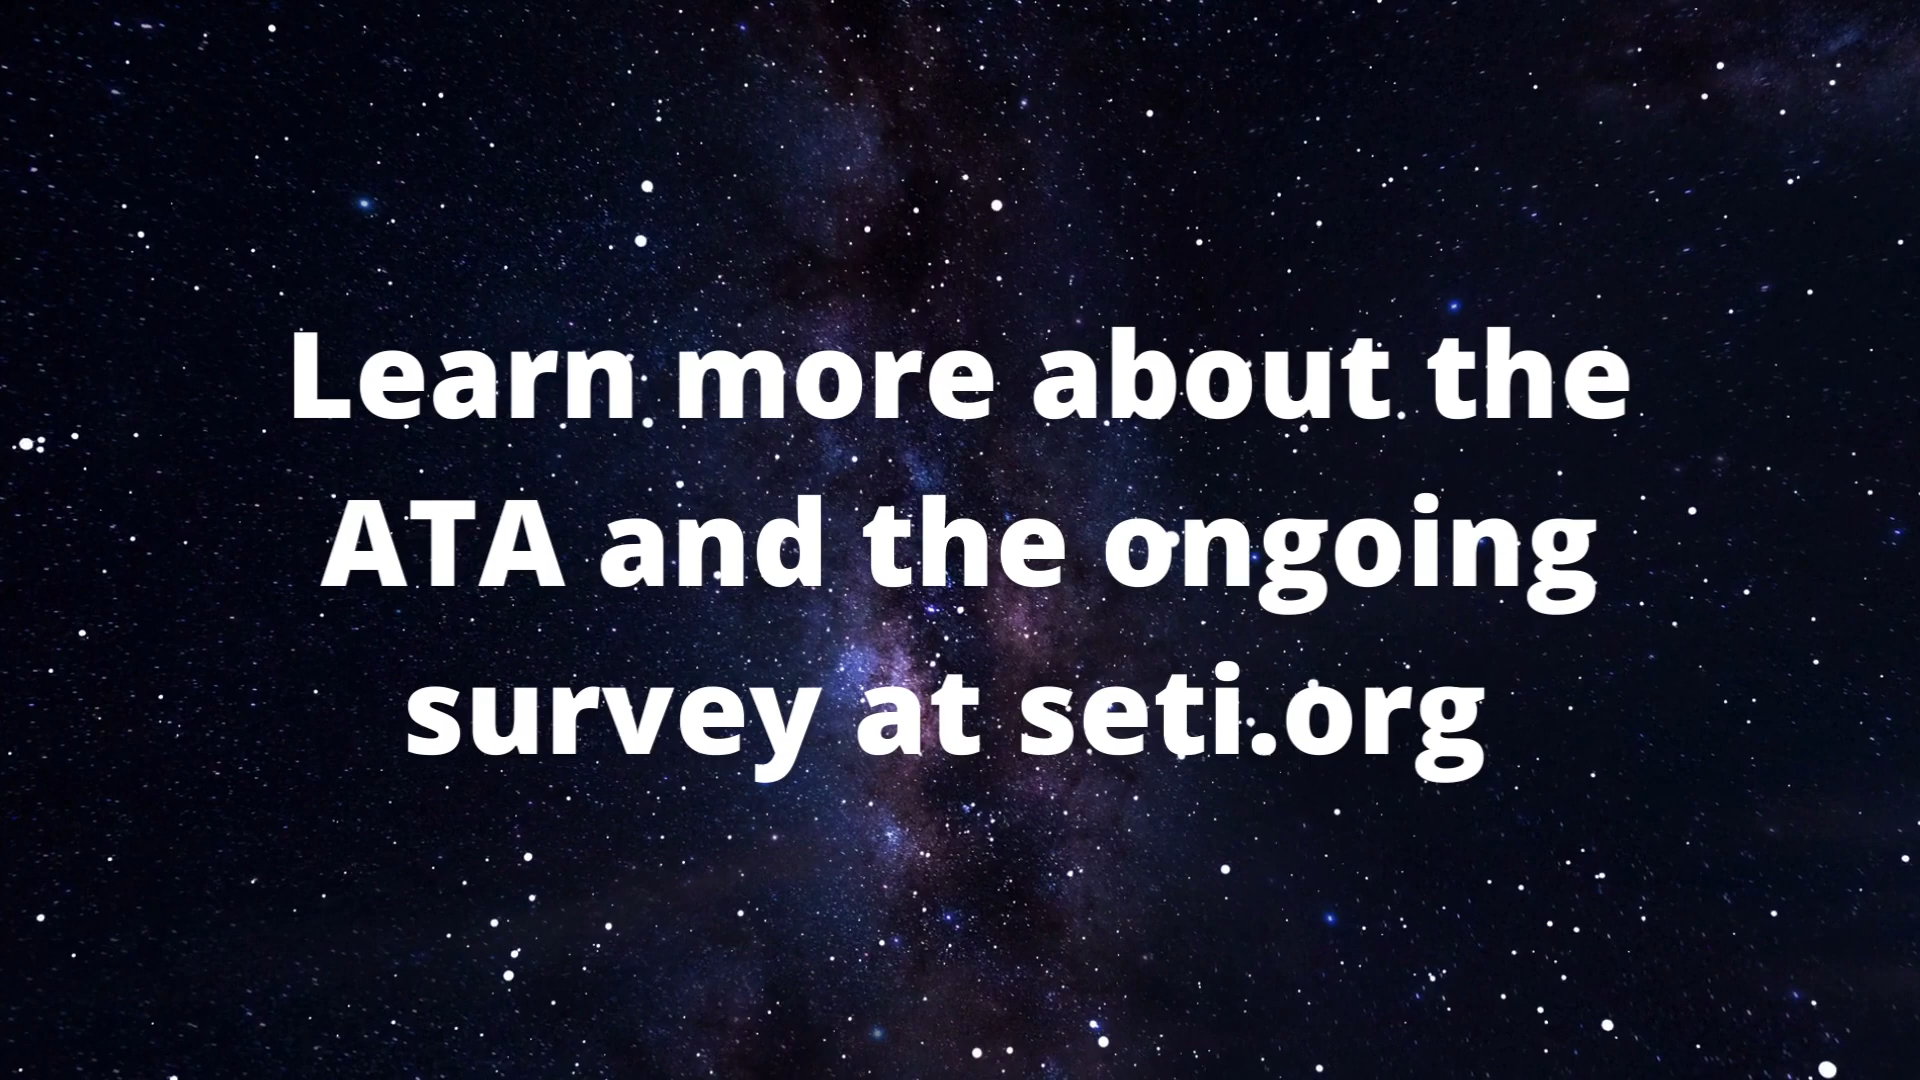 Learn more about the
ATA and the ongoing
survey at seti.org